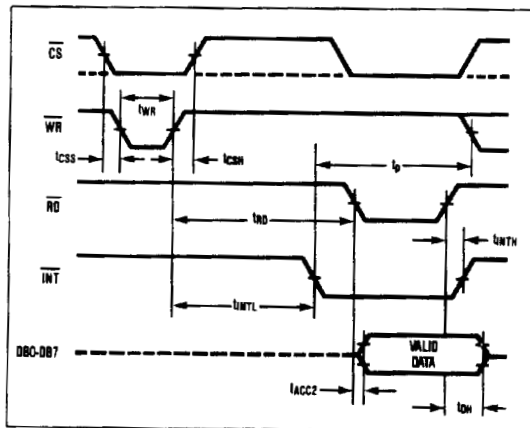 CS
tWR
WR
tCSS
tCSH
tP
RD
tRD
tINTH
INT
tINTL
DB0-DB7
VALID
DATA
tACC2
tDH